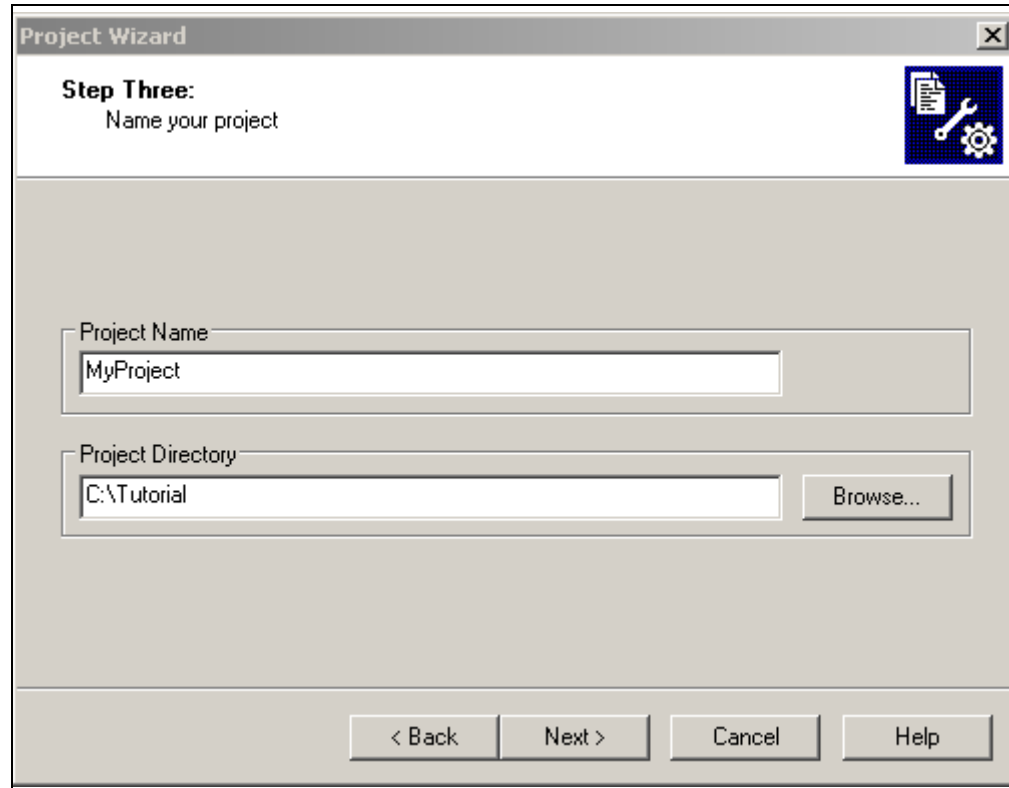 Project Wizard
Step Three:
Name your project
Project Name
MyProject
Project Directory
C:\Tutorial
Browse...
< Back
Next >
Cancel
Help